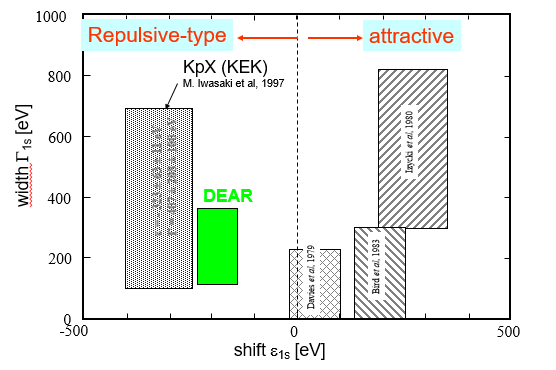 1000
Repulsive-type
attractive
KpX (KEK)
M. Iwasaki et al, 1997
800
600
400
200
0
width Γ1s [eV]
DEAR
Davies et al, 1979
Bird et al, 1983
Izycki et al, 1980
-500
0
500
shift ε1s [eV]